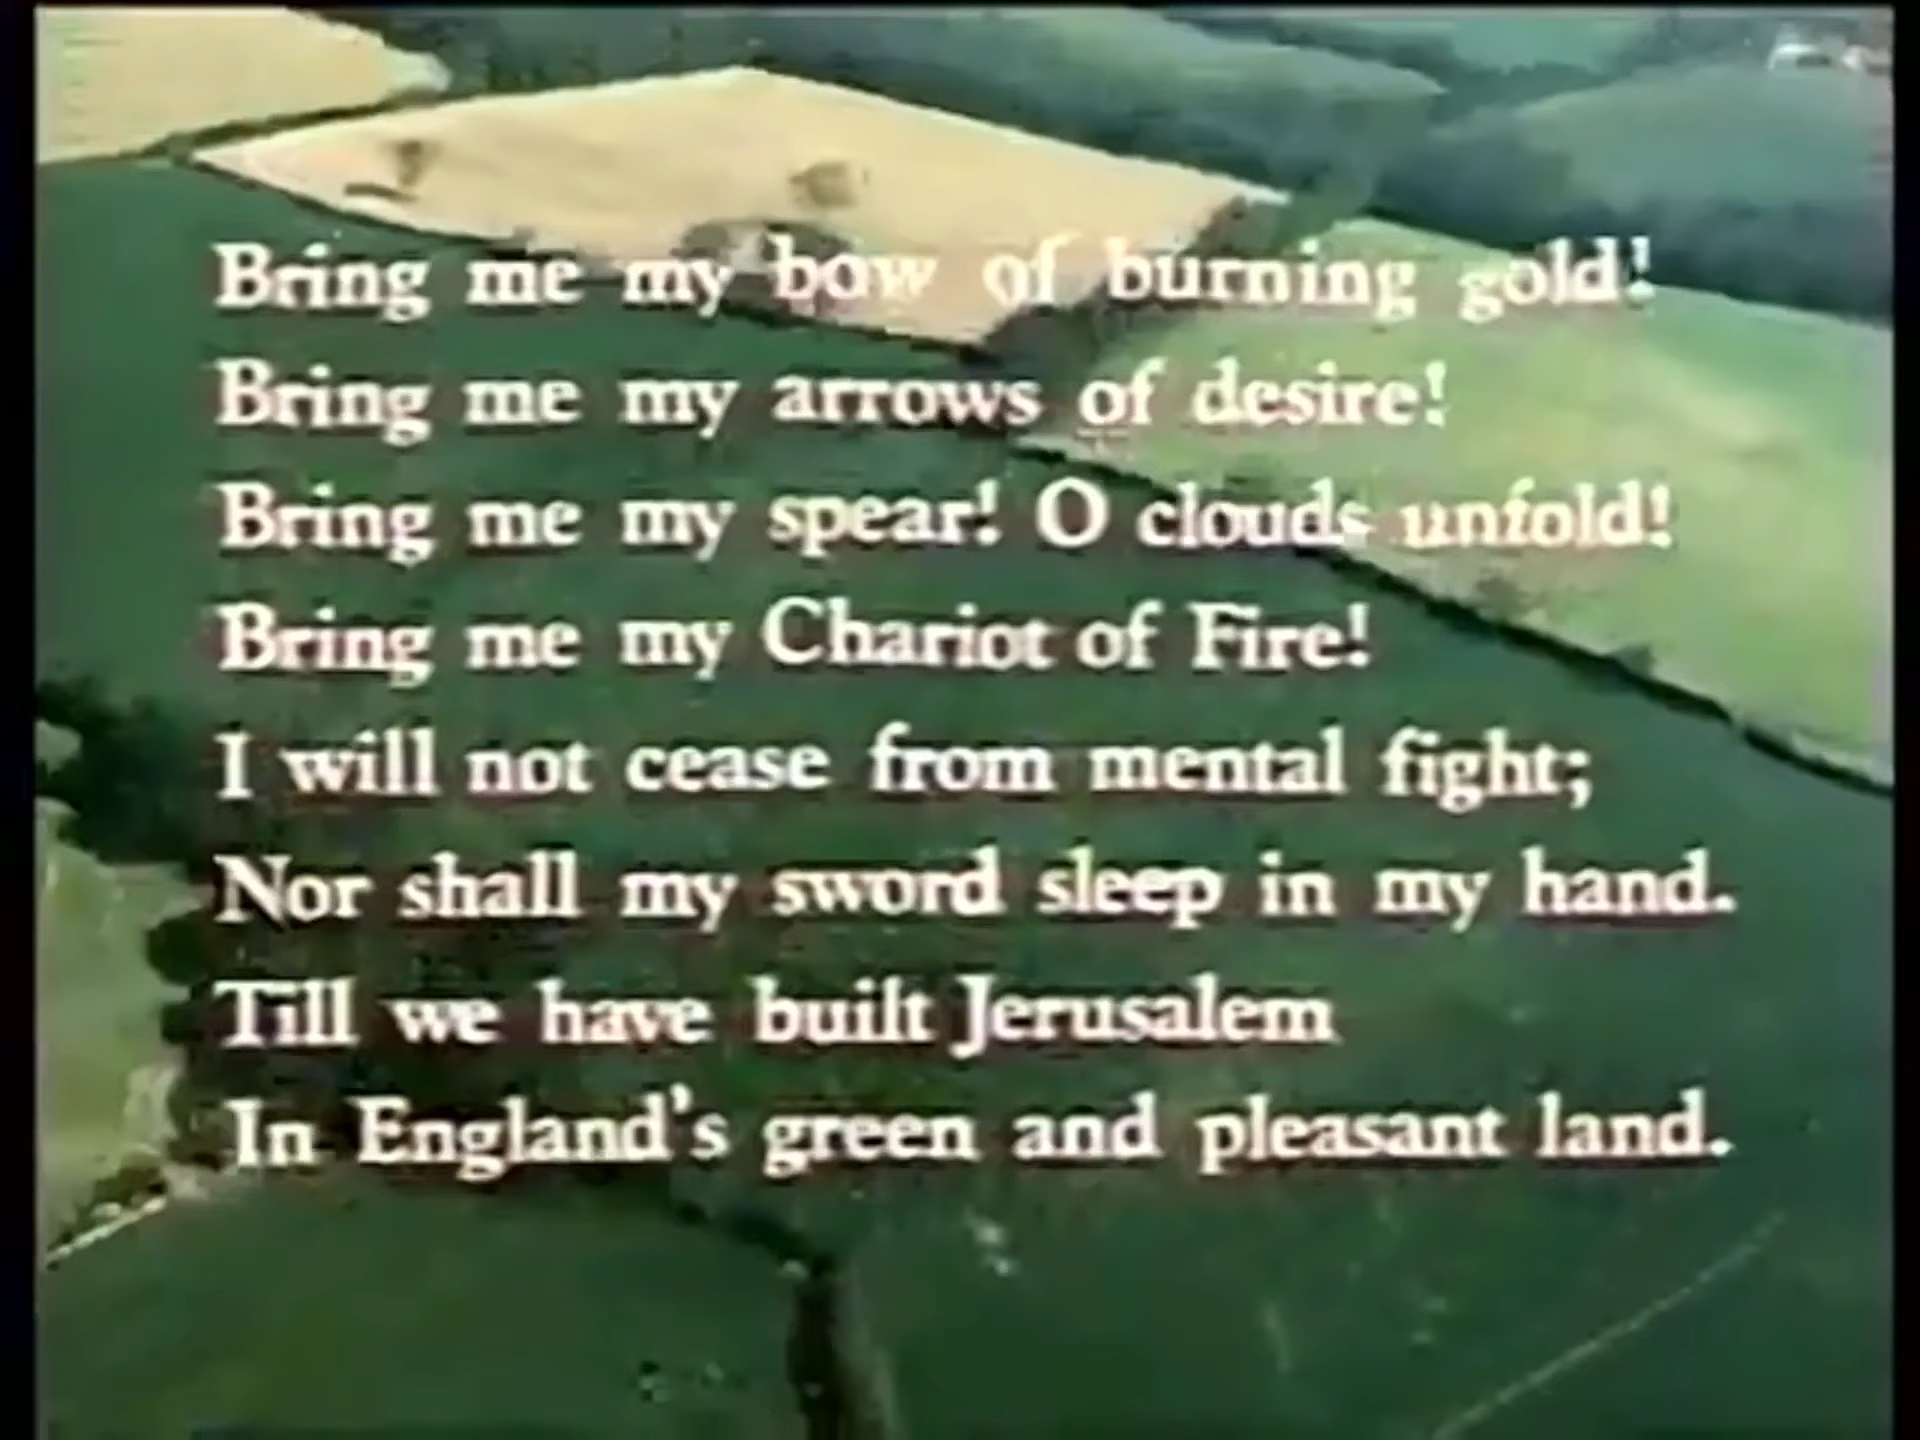 Bring me my bow of burning gold!
Bring me my arrows of desire!
Bring me my spear! O clouds unfold!
Bring me my Chariot of Fire!
I will not cease from mental fight;
Nor shall my sword sleep in my hand.
Till we have built Jerusalem
In England's green and pleasant land.